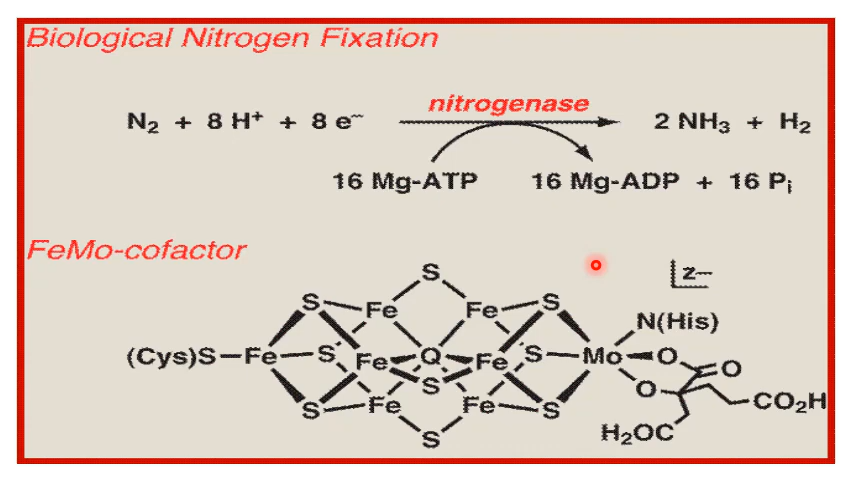 Biological Nitrogen Fixation
nitrogenase
N₂ + 8 H⁺ + 8 e⁻ 2 NH₃ + H₂
16 Mg-ATP 16 Mg-ADP + 16 Pᵢ
FeMo-cofactor
z−
S
S Fe Fe S
N(His)
(Cys)S Fe S Fe Q Fe S Mo O O
S
O
S Fe Fe S CO₂H
S H₂OC